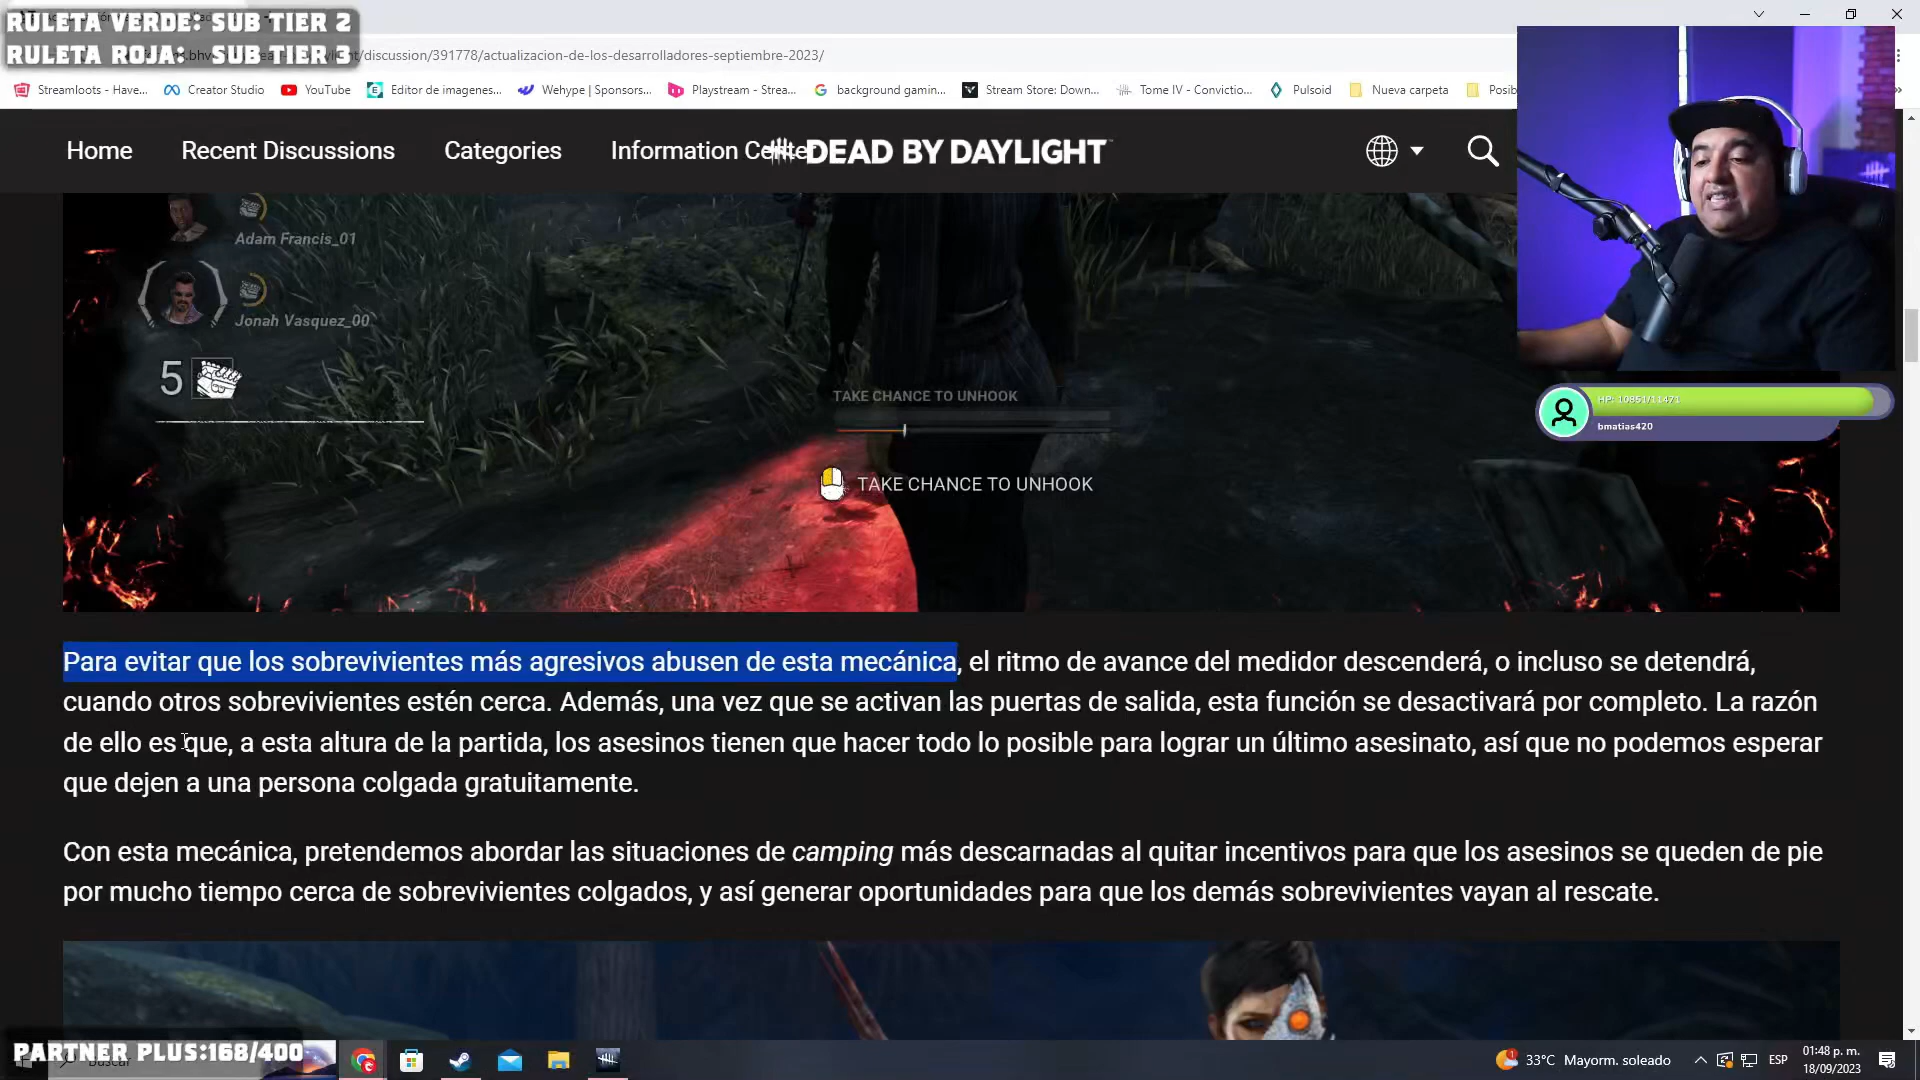 RULETA VERDE: SUB TIER 2
RULETA ROJA: SUB TIER 3
/discussion/391778/actualizacion-de-los-desarrolladores-septiembre-2023/
Streamloots - Have...
Creator Studio
YouTube
Editor de imagenes...
Wehype | Sponsors...
Playstream - Strea...
background gamin...
Stream Store: Down...
Tome IV - Convictio...
Pulsoid
Nueva carpeta
Posib
Home
Recent Discussions
Categories
Information Center
DEAD BY DAYLIGHT
Adam Francis_01
Jonah Vasquez_00
5
TAKE CHANCE TO UNHOOK
TAKE CHANCE TO UNHOOK
HP: 10851/11471
bmatias420
Para evitar que los sobrevivientes más agresivos abusen de esta mecánica, el ritmo de avance del medidor descenderá, o incluso se detendrá,
cuando otros sobrevivientes estén cerca. Además, una vez que se activan las puertas de salida, esta función se desactivará por completo. La razón
de ello es que, a esta altura de la partida, los asesinos tienen que hacer todo lo posible para lograr un último asesinato, así que no podemos esperar
que dejen a una persona colgada gratuitamente.
Con esta mecánica, pretendemos abordar las situaciones de camping más descarnadas al quitar incentivos para que los asesinos se queden de pie
por mucho tiempo cerca de sobrevivientes colgados, y así generar oportunidades para que los demás sobrevivientes vayan al rescate.
PARTNER PLUS:168/400
Buscar
33°C Mayorm. soleado
ESP
01:48 p. m.
18/09/2023